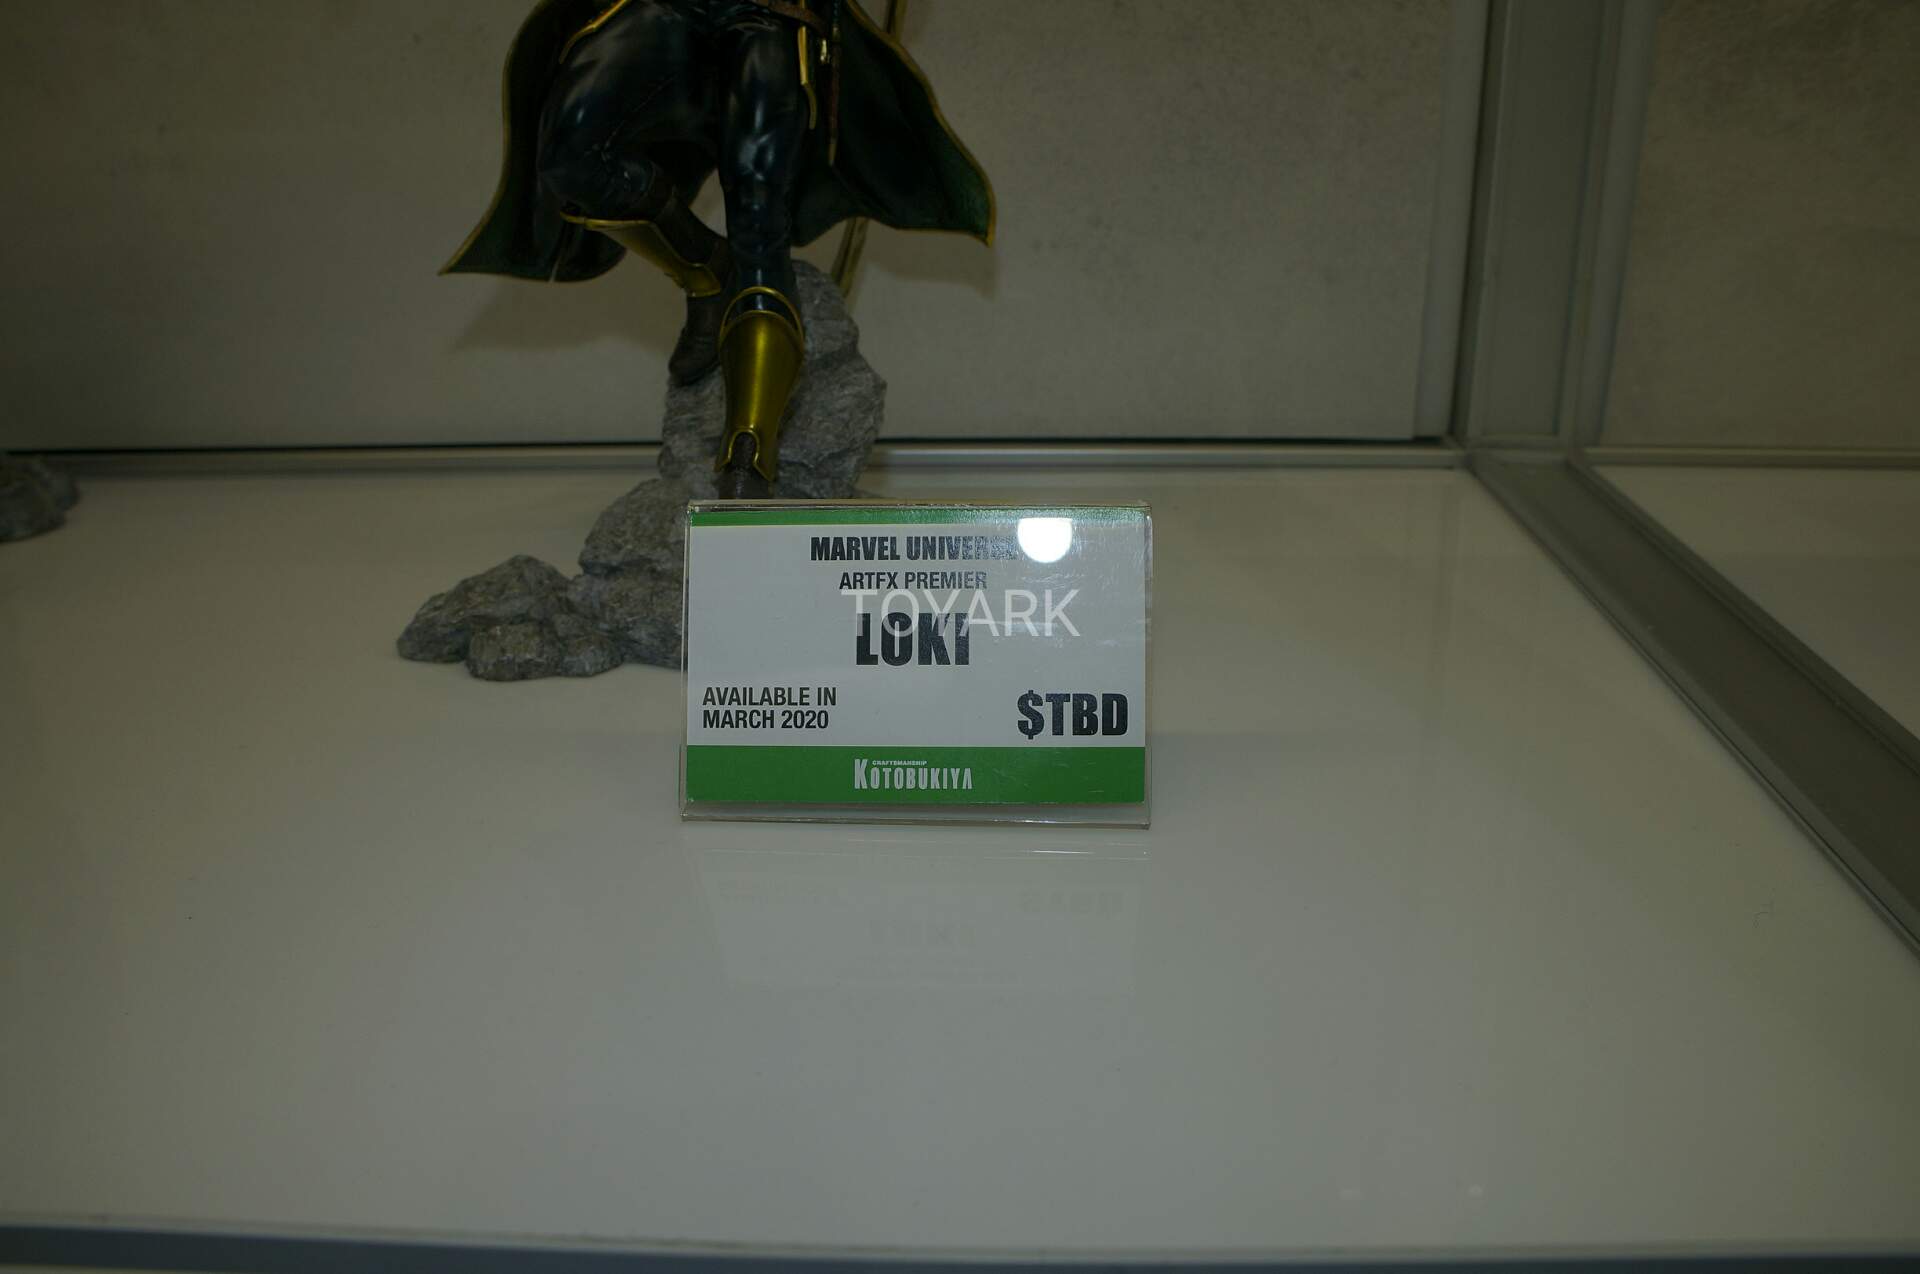 MARVEL UNIVERSE
ARTFX PREMIER
TOYARK
LOKI
AVAILABLE IN
MARCH 2020
$TBD
CRAFTSMANSHIP
KOTOBUKIYA